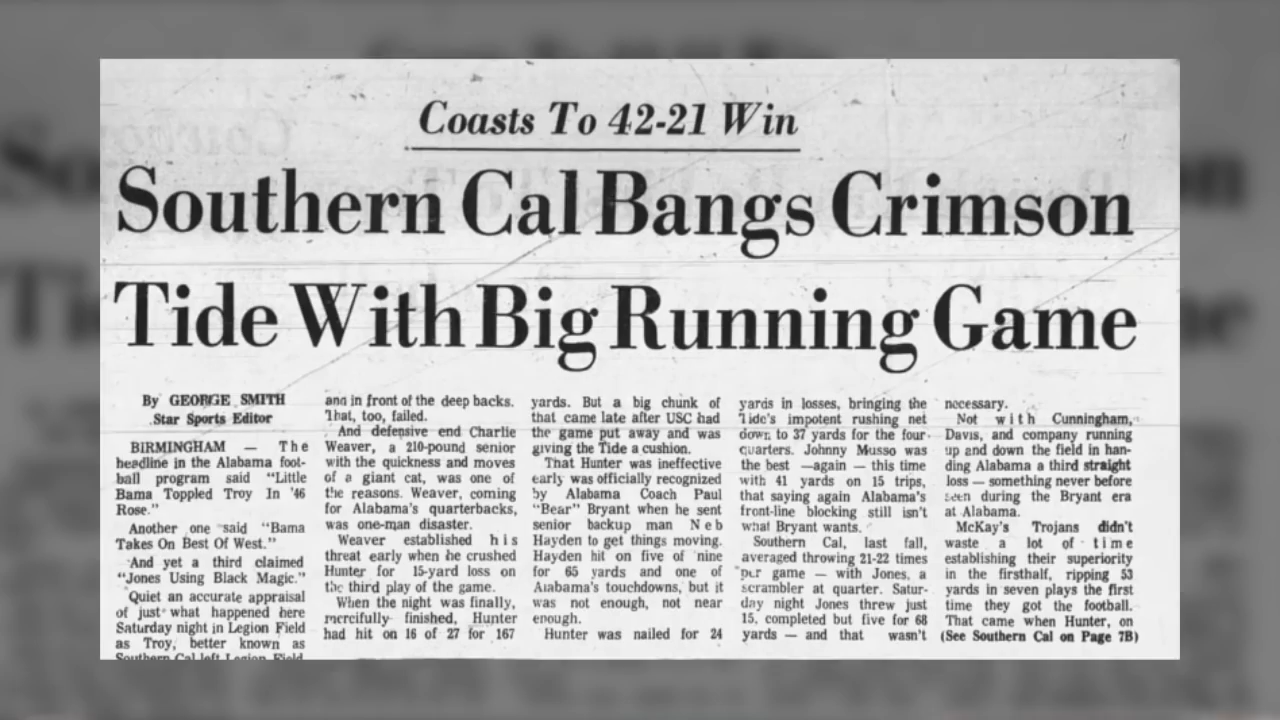 Coasts To 42-21 Win
Southern Cal Bangs Crimson
Tide With Big Running Game
By GEORGE SMITH
Star Sports Editor
BIRMINGHAM — The
headline in the Alabama foot-
ball program said "Little
Bama Toppled Troy In '46
Rose."
Another one said "Bama
Takes On Best Of West."
And yet a third claimed
"Jones Using Black Magic."
Quiet an accurate appraisal
of just what happened here
Saturday night in Legion Field
as Troy, better known as
Southern Cal left Legion Field
and in front of the deep backs.
That, too, failed.
And defensive end Charlie
Weaver, a 210-pound senior
with the quickness and moves
of a giant cat, was one of
the reasons. Weaver, coming
for Alabama's quarterbacks,
was one-man disaster.
Weaver established his
threat early when he crushed
Hunter for 15-yard loss on
the third play of the game.
When the night was finally,
mercifully finished, Hunter
had hit on 16 of 27 for 167
yards. But a big chunk of
that came late after USC had
the game put away and was
giving the Tide a cushion.
That Hunter was ineffective
early was officially recognized
by Alabama Coach Paul
"Bear" Bryant when he sent
senior backup man Neb
Hayden to get things moving.
Hayden hit on five of nine
for 65 yards and one of
Alabama's touchdowns, but it
was not enough, not near
enough.
Hunter was nailed for 24
yards in losses, bringing the
Tide's impotent rushing net
down to 37 yards for the four
quarters. Johnny Musso was
the best —again — this time
with 41 yards on 15 trips,
that saying again Alabama's
front-line blocking still isn't
what Bryant wants.
Southern Cal, last fall,
averaged throwing 21-22 times
per game — with Jones, a
scrambler at quarter. Satur-
day night Jones threw just
15, completed but five for 68
yards — and that wasn't
necessary.
Not with Cunningham,
Davis, and company running
up and down the field in han-
ding Alabama a third straight
loss — something never before
seen during the Bryant era
at Alabama.
McKay's Trojans didn't
waste a lot of time
establishing their superiority
in the firsthalf, ripping 53
yards in seven plays the first
time they got the football.
That came when Hunter, on
(See Southern Cal on Page 7B)